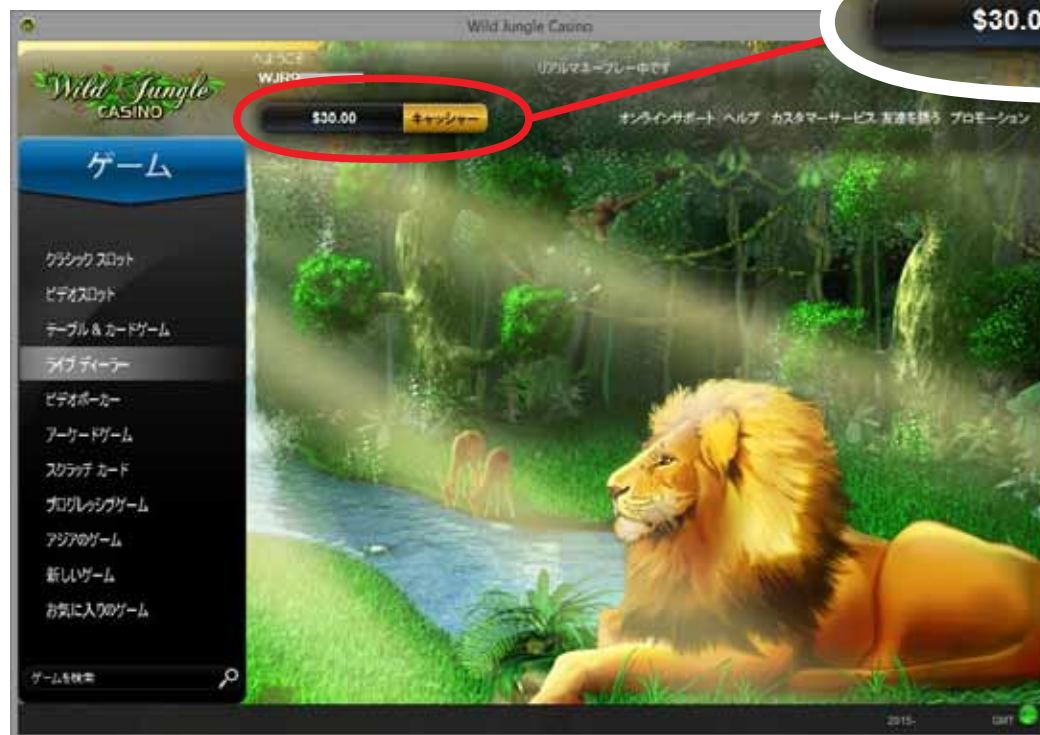 Wild Jungle Casino
$30.0
へようこそ
WJR9
リアルマネープレー中です
Wild Jungle
CASINO
$30.00 キャッシャー
オンラインサポート ヘルプ カスタマーサービス 友達を誘う プロモーション
ゲーム
クラシック スロット
ビデオスロット
テーブル & カードゲーム
ライブ ディーラー
ビデオポーカー
アーケードゲーム
スクラッチ カード
プログレッシブゲーム
アジアのゲーム
新しいゲーム
お気に入りのゲーム
ゲームを検索
2015- GMT